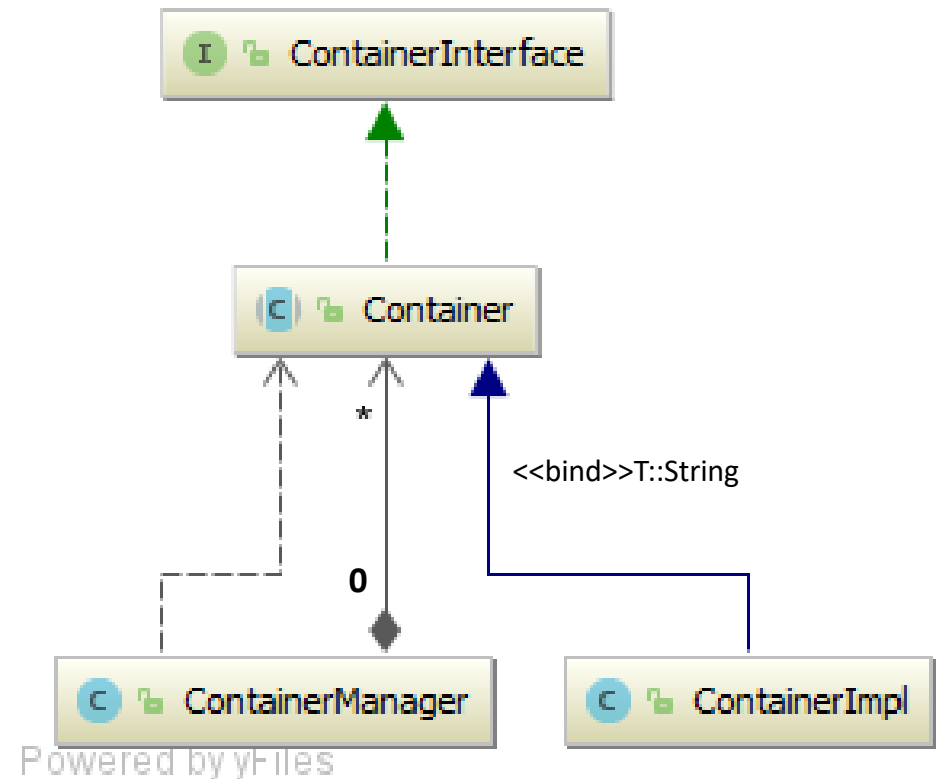 I ContainerInterface
C Container
*
<<bind>>T::String
0
C ContainerManager
C ContainerImpl
Powered by yFiles